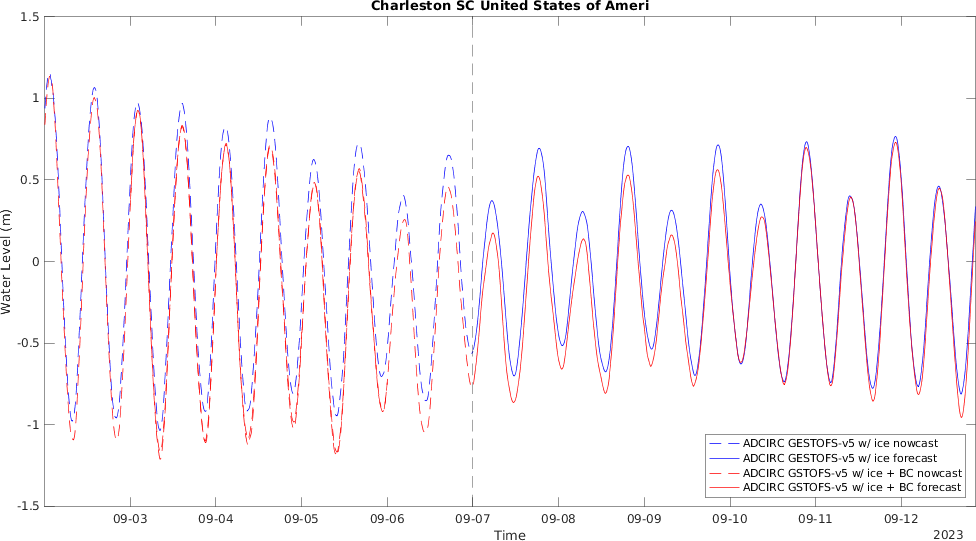 Charleston SC United States of Ameri
1.5
1
0.5
0
-0.5
-1
-1.5
Water Level (m)
09-03 09-04 09-05 09-06 09-07 09-08 09-09 09-10 09-11 09-12
Time
2023
ADCIRC GESTOFS-v5 w/ ice nowcast
ADCIRC GESTOFS-v5 w/ ice forecast
ADCIRC GSTOFS-v5 w/ ice + BC nowcast
ADCIRC GSTOFS-v5 w/ ice + BC forecast